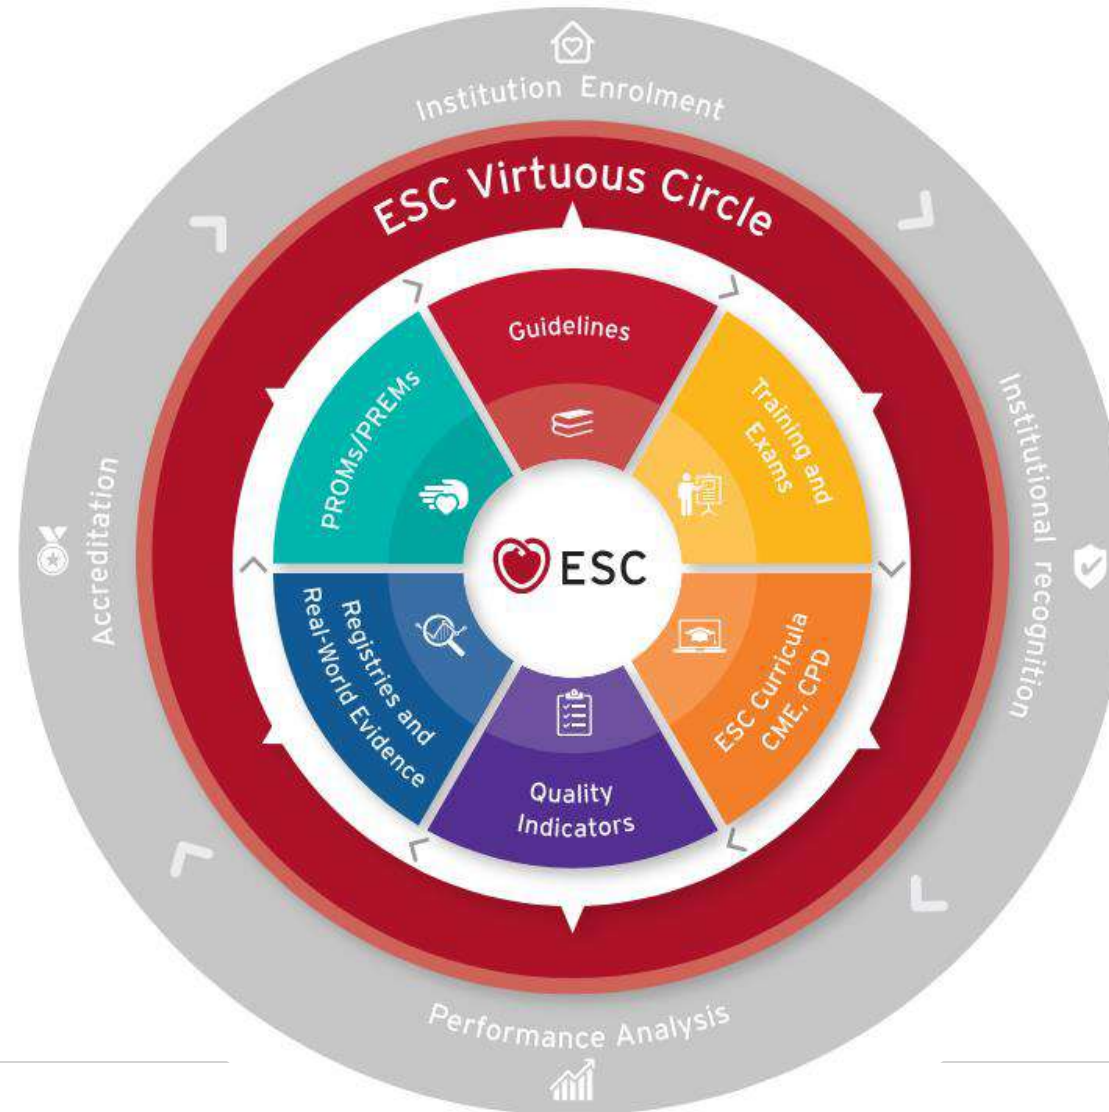 Institution Enrolment
ESC Virtuous Circle
Guidelines
Training and
Exams
ESC Curricula
CME, CPD
Quality
Indicators
Registries and
Real-World Evidence
PROMs/PREMs
ESC
Institutional recognition
Performance Analysis
Accreditation